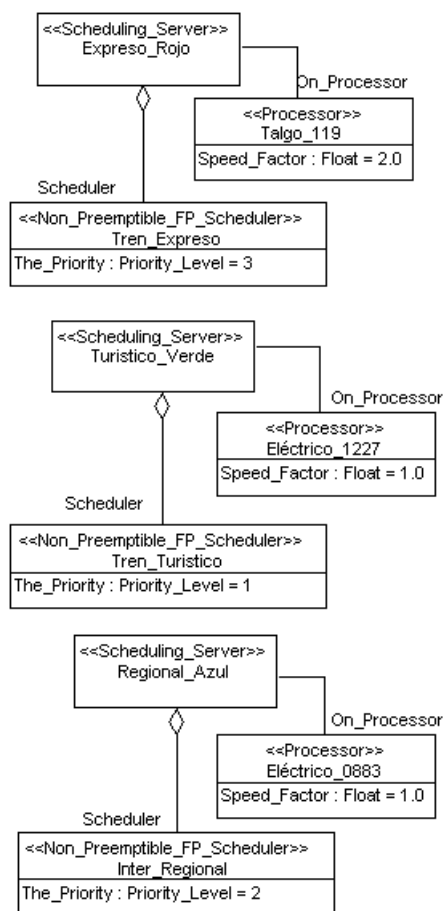 <<Scheduling_Server>>
Expreso_Rojo
On_Processor
<<Processor>>
Talgo_119
Speed_Factor : Float = 2.0
Scheduler
<<Non_Preemptible_FP_Scheduler>>
Tren_Expreso
The_Priority : Priority_Level = 3
<<Scheduling_Server>>
Turistico_Verde
On_Processor
<<Processor>>
Eléctrico_1227
Speed_Factor : Float = 1.0
Scheduler
<<Non_Preemptible_FP_Scheduler>>
Tren_Turistico
The_Priority : Priority_Level = 1
<<Scheduling_Server>>
Regional_Azul
On_Processor
<<Processor>>
Eléctrico_0883
Speed_Factor : Float = 1.0
Scheduler
<<Non_Preemptible_FP_Scheduler>>
Inter_Regional
The_Priority : Priority_Level = 2